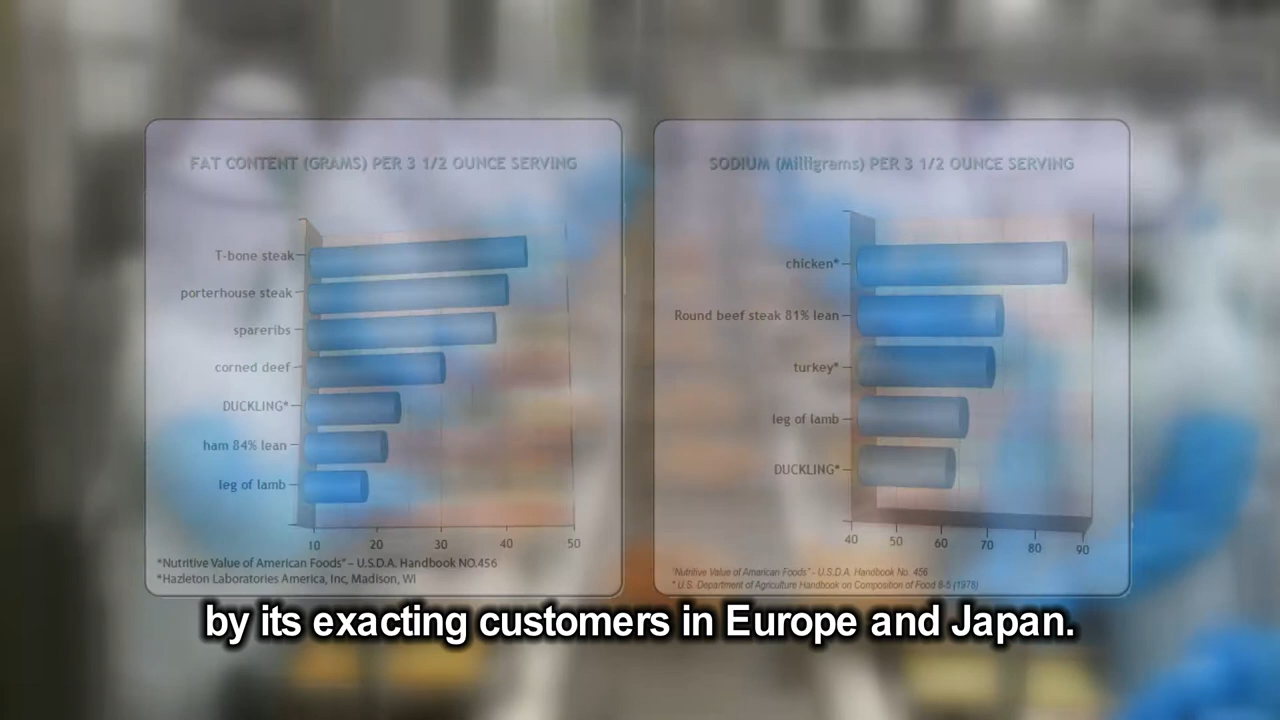 FAT CONTENT (GRAMS) PER 3 1/2 OUNCE SERVING
T-bone steak
porterhouse steak
spareribs
corned deef
DUCKLING*
ham 84% lean
leg of lamb
10 20 30 40 50
*Nutritive Value of American Foods" - U.S.D.A. Handbook NO.456
*Hazleton Laboratories America, Inc, Madison, WI
SODIUM (Milligrams) PER 3 1/2 OUNCE SERVING
chicken*
Round beef steak 81% lean
turkey*
leg of lamb
DUCKLING*
40 50 60 70 80 90
"Nutritive Value of American Foods" - U.S.D.A. Handbook No. 456
* U.S. Department of Agriculture Handbook on Composition of Food 8-5 (1978)
by its exacting customers in Europe and Japan.